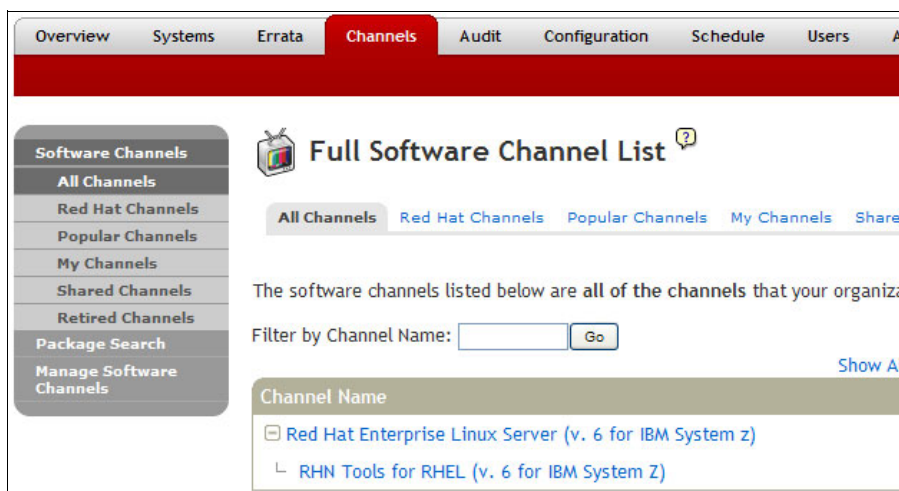 Overview Systems Errata Channels Audit Configuration Schedule Users
Software Channels
All Channels
Red Hat Channels
Popular Channels
My Channels
Shared Channels
Retired Channels
Package Search
Manage Software
Channels
Full Software Channel List ?
All Channels Red Hat Channels Popular Channels My Channels Share
The software channels listed below are all of the channels that your organiza
Filter by Channel Name: Go
Show A
Channel Name
Red Hat Enterprise Linux Server (v. 6 for IBM System z)
RHN Tools for RHEL (v. 6 for IBM System Z)